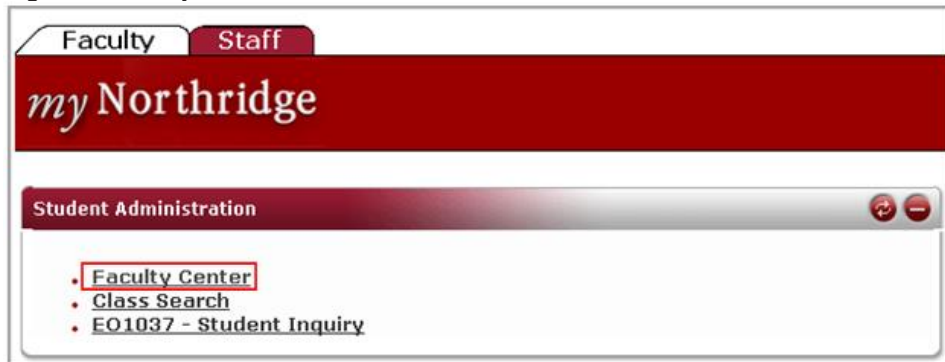 Faculty Staff
my Northridge
Student Administration
Faculty Center
Class Search
EO1037 - Student Inquiry